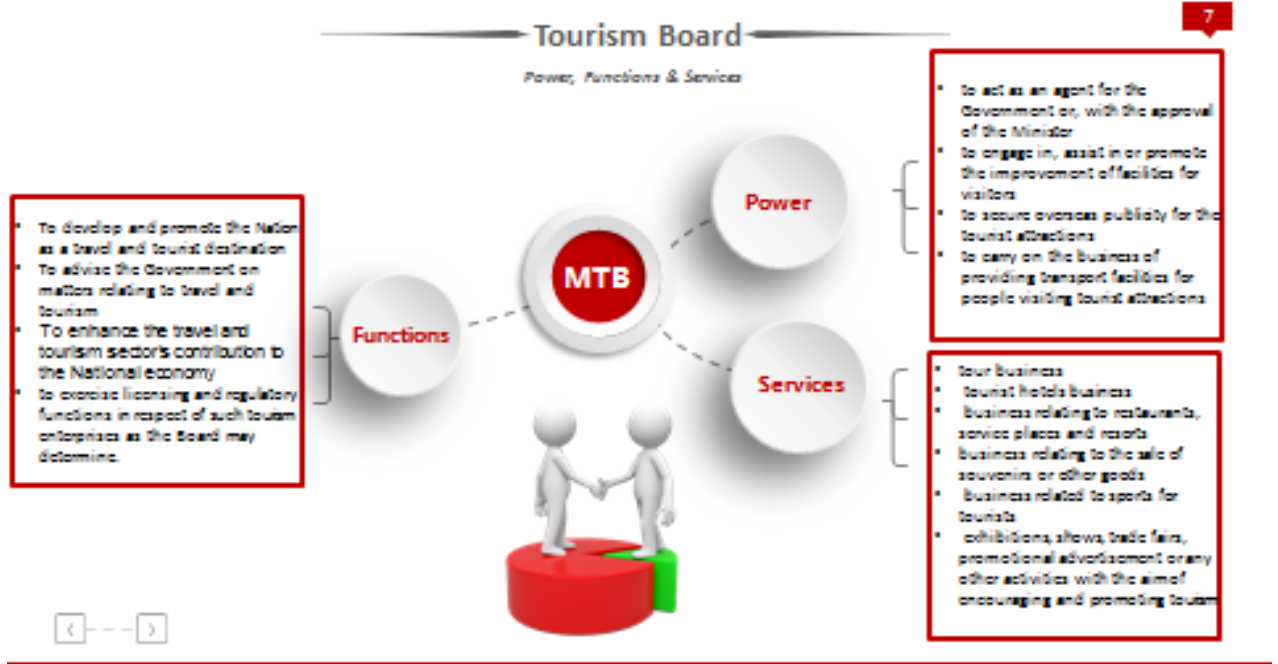 7
Tourism Board
Power, Functions & Services
• to act as an agent for the
Government or, with the approval
of the Minister
• to engage in, assist in or promote
the improvement of facilities for
visitors
• to secure overseas publicity for the
tourist attractions
• to carry on the business of
providing transport facilities for
people visiting tourist attractions
Power
MTB
• To develop and promote the Nation
as a travel and tourist destination
• To advise the Government on
matters relating to travel and
tourism
• To enhance the travel and
tourism sector's contribution to
the National economy
• to exercise licensing and regulatory
functions in respect of such tourism
enterprises as the Board may
determine.
Functions
Services
• tour business
• tourist hotels business
• business relating to restaurants,
service places and resorts
• business relating to the sale of
souvenirs or other goods
• business related to sports for
tourists
• exhibitions, shows, trade fairs,
promotional advertisement or any
other activities with the aim of
encouraging and promoting tourism